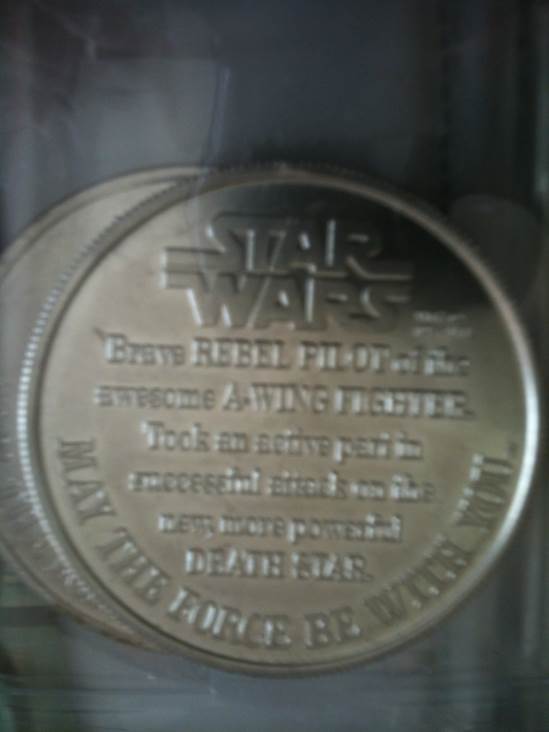 STAR
WARS
Brave REBEL PILOT of the
awesome A-WING FIGHTER.
Took an active part in
successful attack on the
new, more powerful
DEATH STAR.
MAY THE FORCE BE WITH YOU.